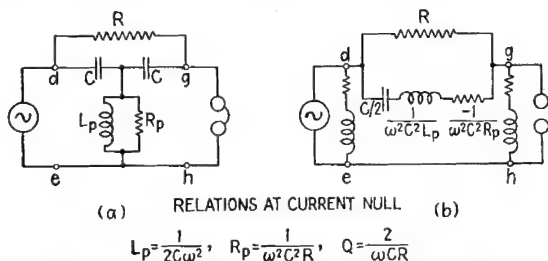 R
d
C
C
g
Lp
Rp
e
h
(a)
R
d
g
C/2
1/ω²C²Lp
-1/ω²C²Rp
e
h
(b)
RELATIONS AT CURRENT NULL
Lp=1/2Cω², Rp=1/ω²C²R, Q=2/ωCR